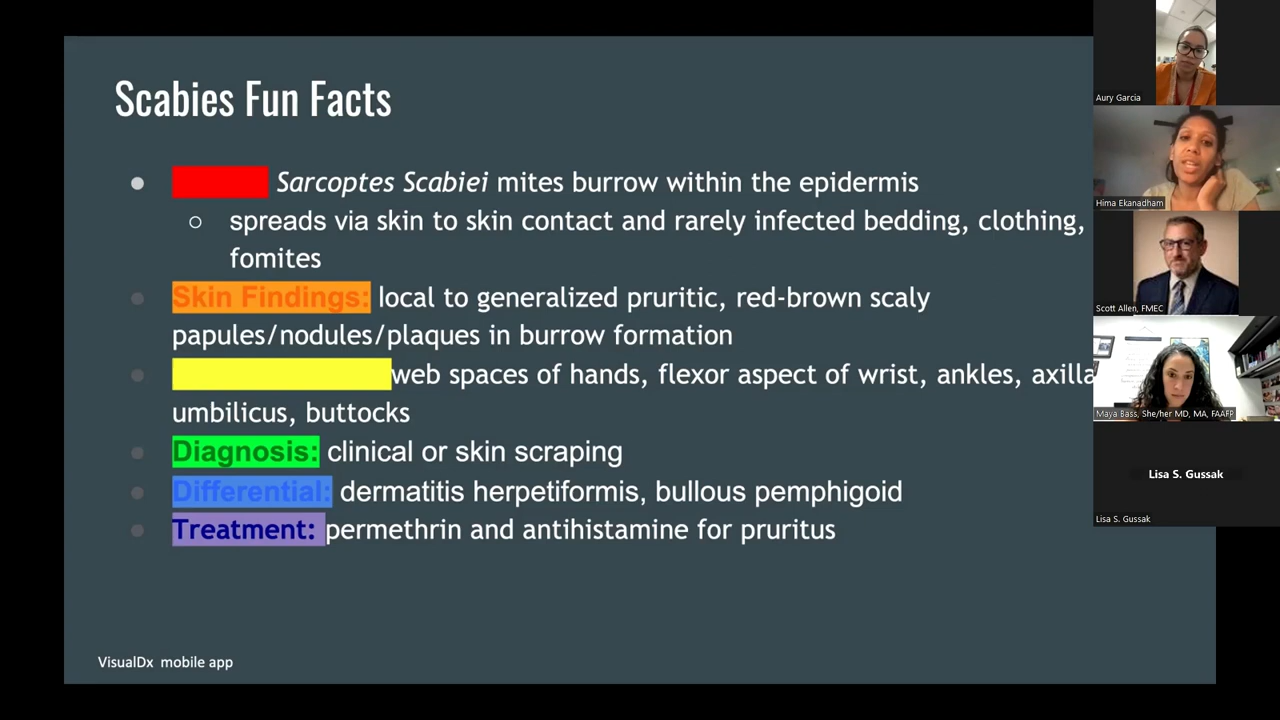 Scabies Fun Facts
Sarcoptes Scabiei mites burrow within the epidermis
spreads via skin to skin contact and rarely infected bedding, clothing,
fomites
Skin Findings: local to generalized pruritic, red-brown scaly
papules/nodules/plaques in burrow formation
web spaces of hands, flexor aspect of wrist, ankles, axilla
umbilicus, buttocks
Diagnosis: clinical or skin scraping
Differential: dermatitis herpetiformis, bullous pemphigoid
Treatment: permethrin and antihistamine for pruritus
VisualDx mobile app
Aury Garcia
Hima Ekanadham
Scott Allen, FMEC
Maya Bass, She/her MD, MA, FAAFP
Lisa S. Gussak
Lisa S. Gussak